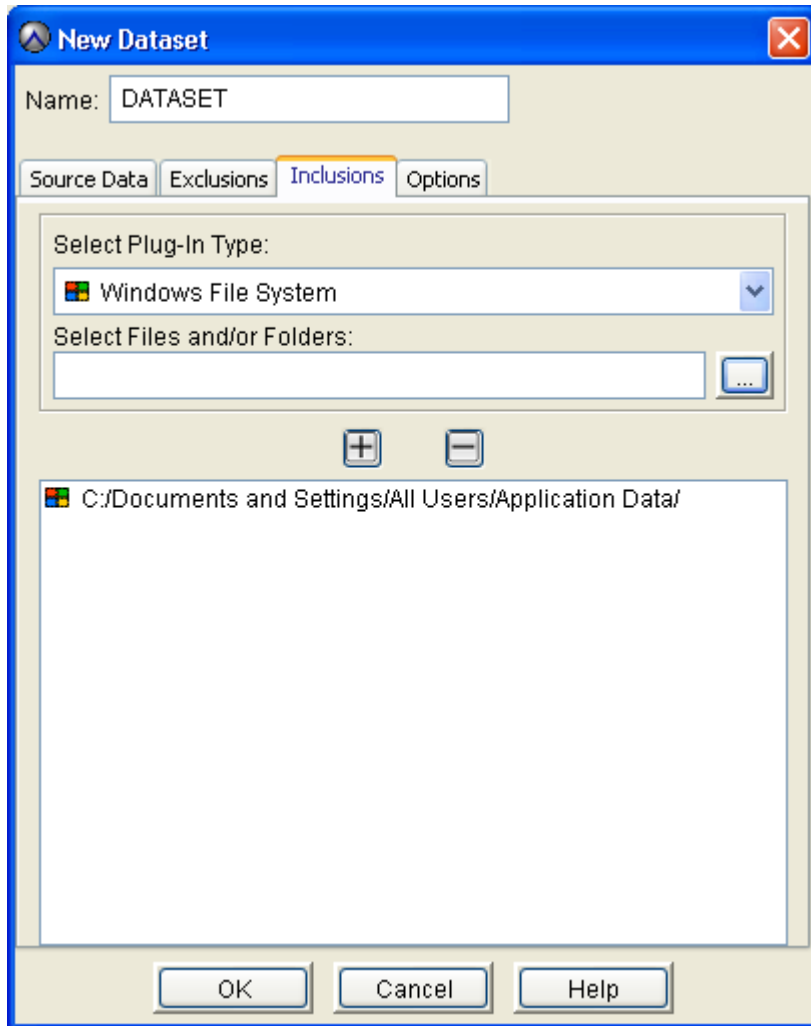 New Dataset
Name: DATASET
Source Data Exclusions Inclusions Options
Select Plug-In Type:
Windows File System
Select Files and/or Folders:
...
C:/Documents and Settings/All Users/Application Data/
OK Cancel Help